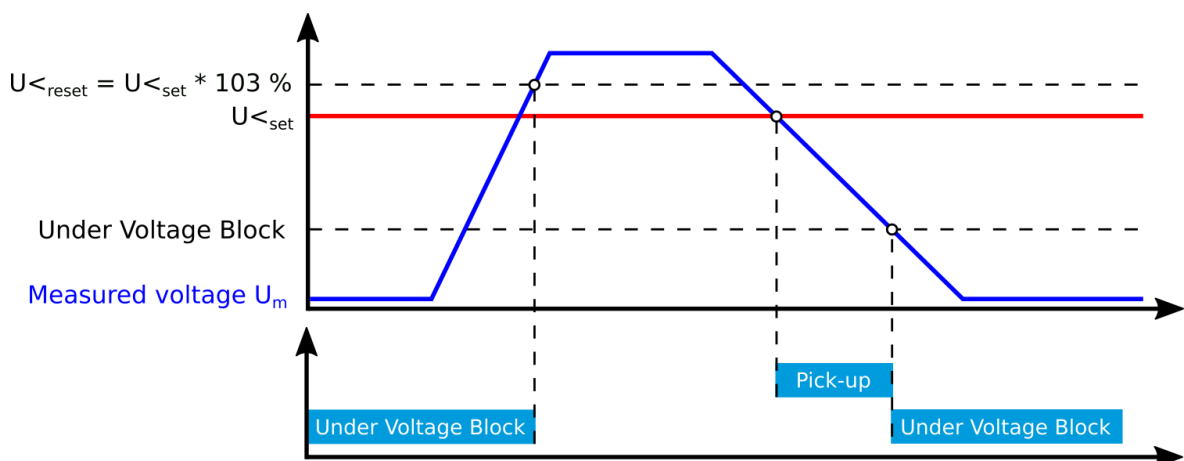 U<reset = U<set * 103 %
U<set
Under Voltage Block
Measured voltage Um
Pick-up
Under Voltage Block
Under Voltage Block